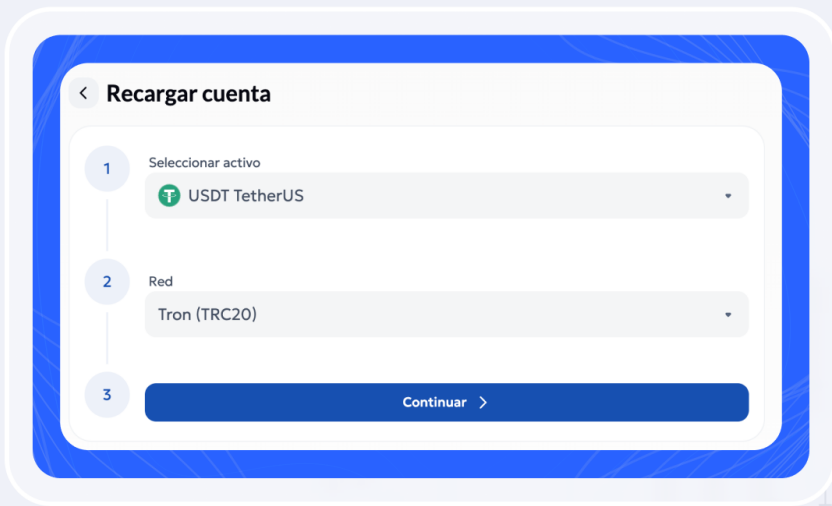 Recargar cuenta
1
Seleccionar activo
USDT TetherUS
2
Red
Tron (TRC20)
3
Continuar